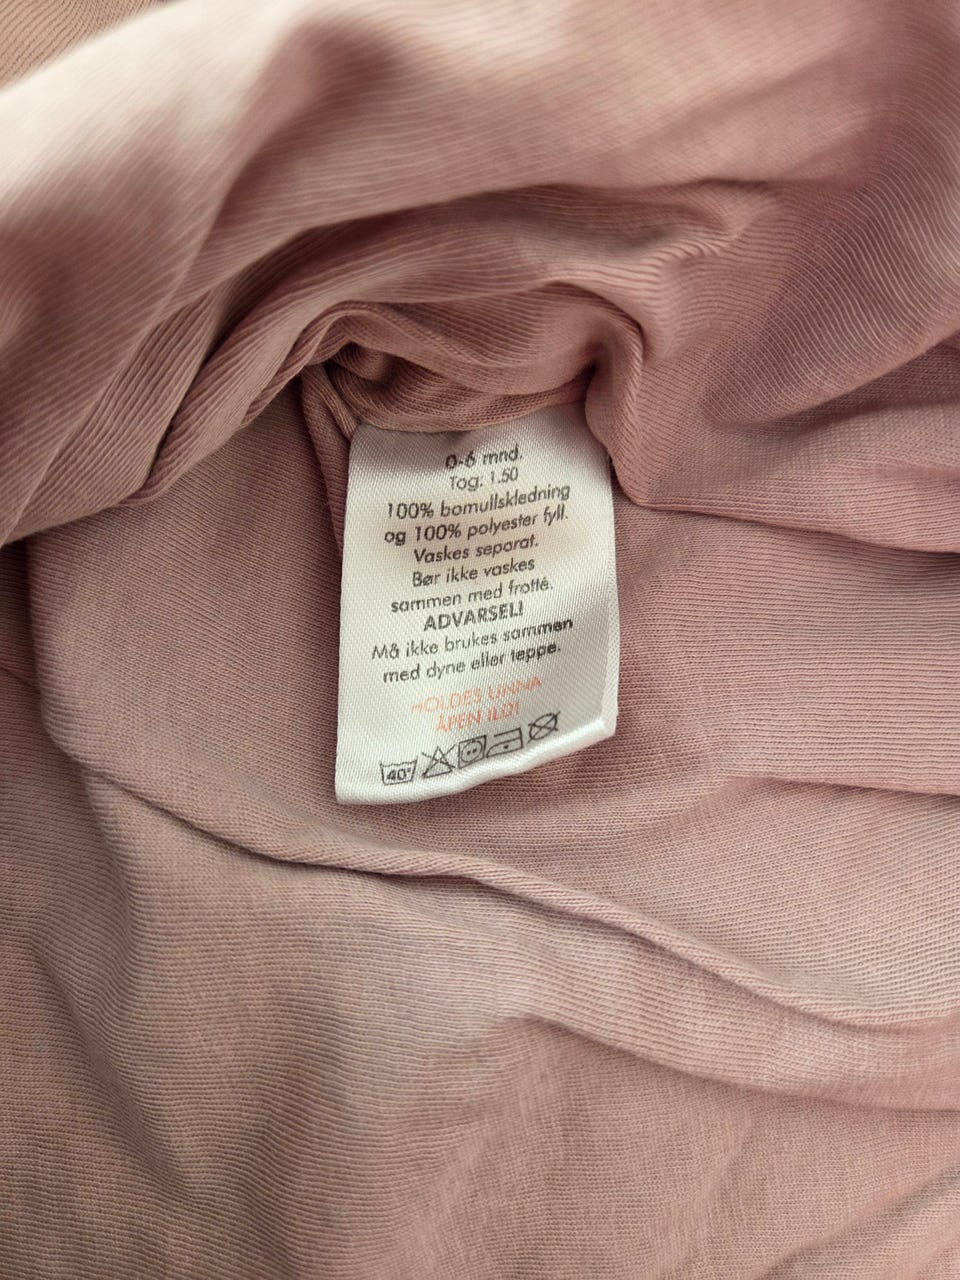 0-6 mnd.
Tog: 1.50
100% bomullskledning
og 100% polyester fyll.
Vaskes separat.
Bør ikke vaskes
sammen med frotté.
ADVARSEL!
Må ikke brukes sammen
med dyne eller teppe.
HOLDES UNNA
ÅPEN ILD!
40°